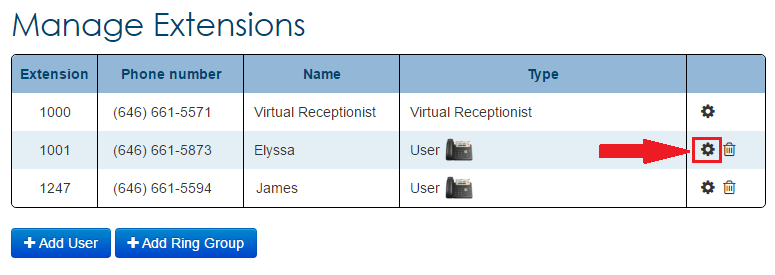 Manage Extensions
Extension Phone number Name Type
1000 (646) 661-5571 Virtual Receptionist Virtual Receptionist
1001 (646) 661-5873 Elyssa User
1247 (646) 661-5594 James User
Add User Add Ring Group